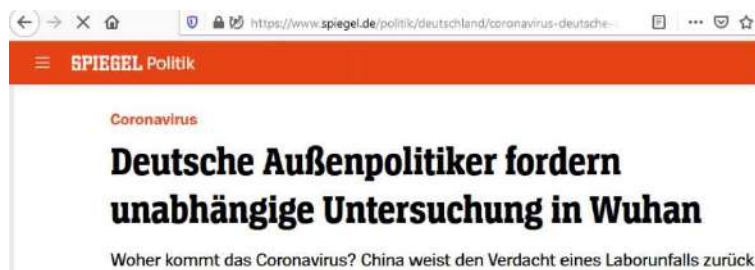 https://www.spiegel.de/politik/deutschland/coronavirus-deutsche-
SPIEGEL Politik
Coronavirus
Deutsche Außenpolitiker fordern
unabhängige Untersuchung in Wuhan
Woher kommt das Coronavirus? China weist den Verdacht eines Laborunfalls zurück